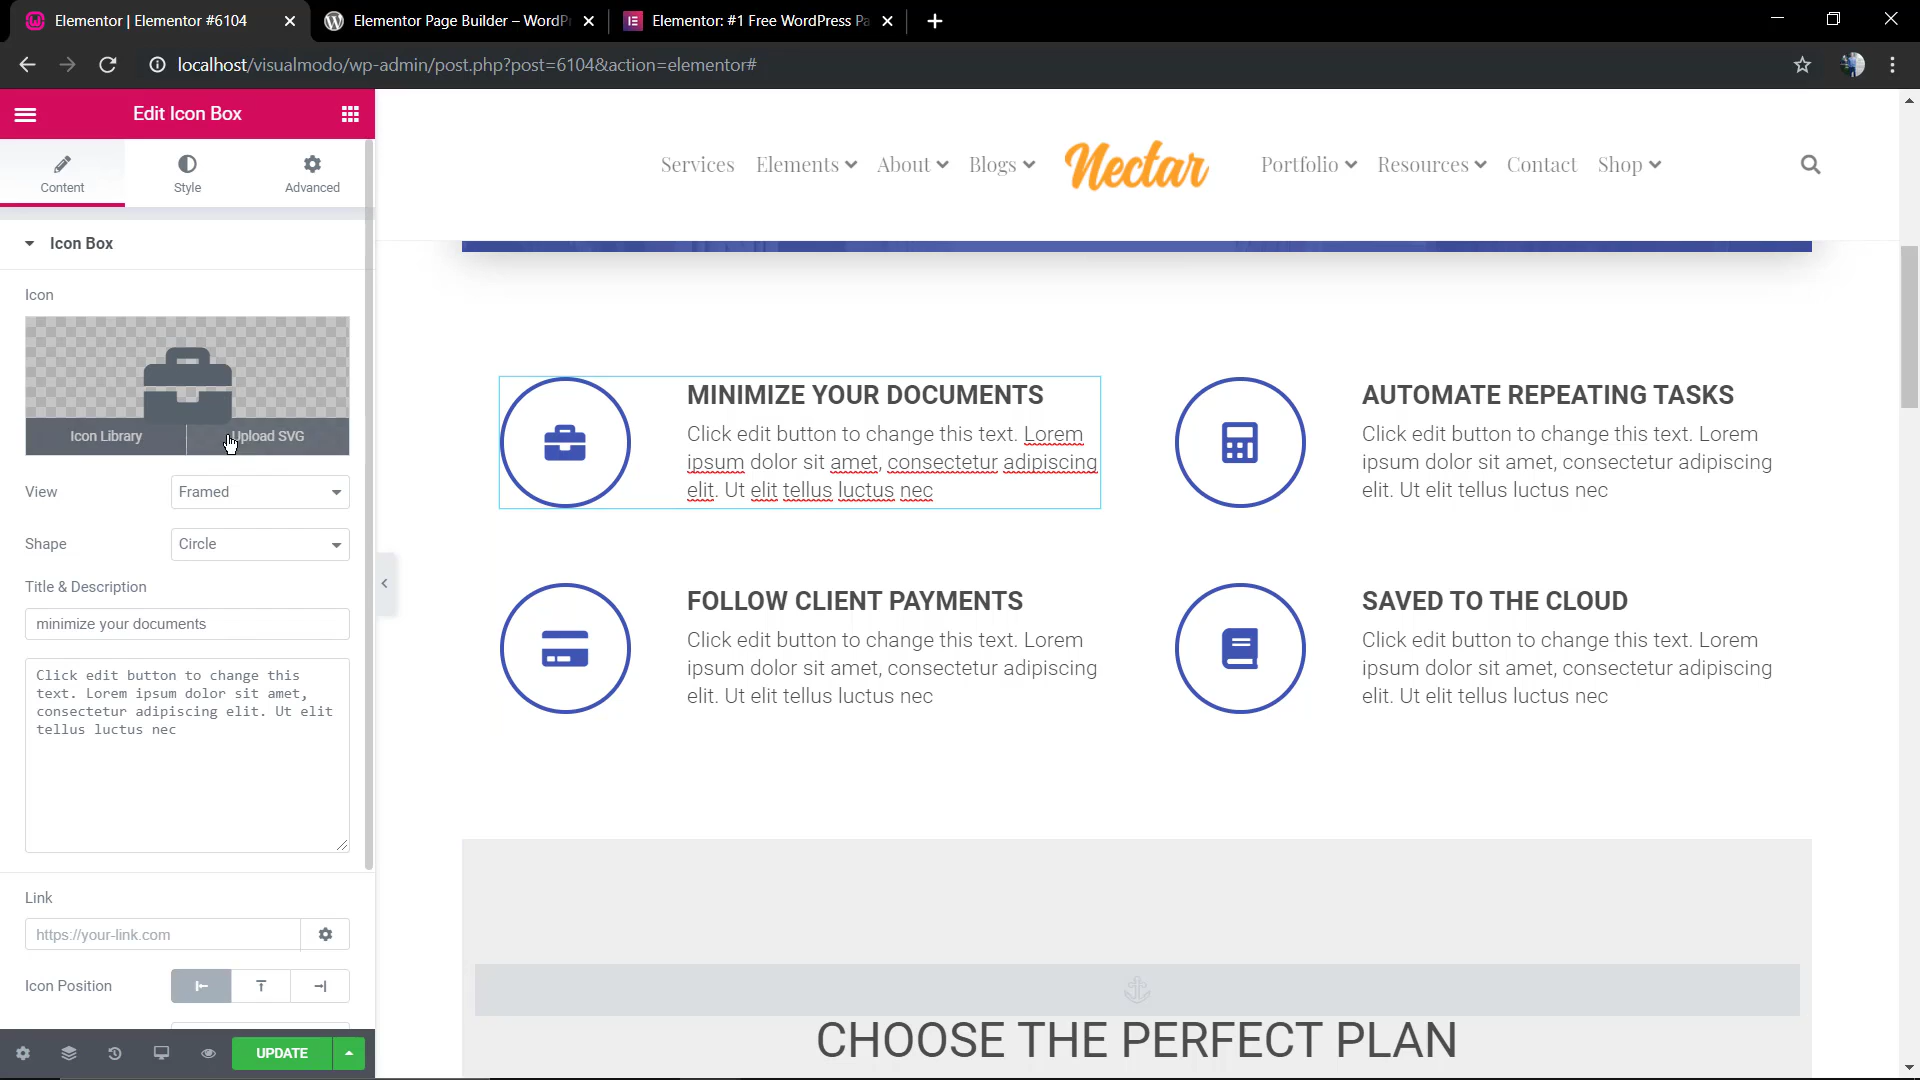 Elementor | Elementor #6104
Elementor Page Builder – WordP
Elementor: #1 Free WordPress Pa
localhost/visualmodo/wp-admin/post.php?post=6104&action=elementor#
Edit Icon Box
Content
Style
Advanced
Icon Box
Icon
Icon Library
Upload SVG
View
Framed
Shape
Circle
Title & Description
minimize your documents
Click edit button to change this
text. Lorem ipsum dolor sit amet,
consectetur adipiscing elit. Ut elit
tellus luctus nec
Link
https://your-link.com
Icon Position
UPDATE
Services
Elements
About
Blogs
Nectar
Portfolio
Resources
Contact
Shop
MINIMIZE YOUR DOCUMENTS
Click edit button to change this text. Lorem
ipsum dolor sit amet, consectetur adipiscing
elit. Ut elit tellus luctus nec
AUTOMATE REPEATING TASKS
Click edit button to change this text. Lorem
ipsum dolor sit amet, consectetur adipiscing
elit. Ut elit tellus luctus nec
FOLLOW CLIENT PAYMENTS
Click edit button to change this text. Lorem
ipsum dolor sit amet, consectetur adipiscing
elit. Ut elit tellus luctus nec
SAVED TO THE CLOUD
Click edit button to change this text. Lorem
ipsum dolor sit amet, consectetur adipiscing
elit. Ut elit tellus luctus nec
CHOOSE THE PERFECT PLAN